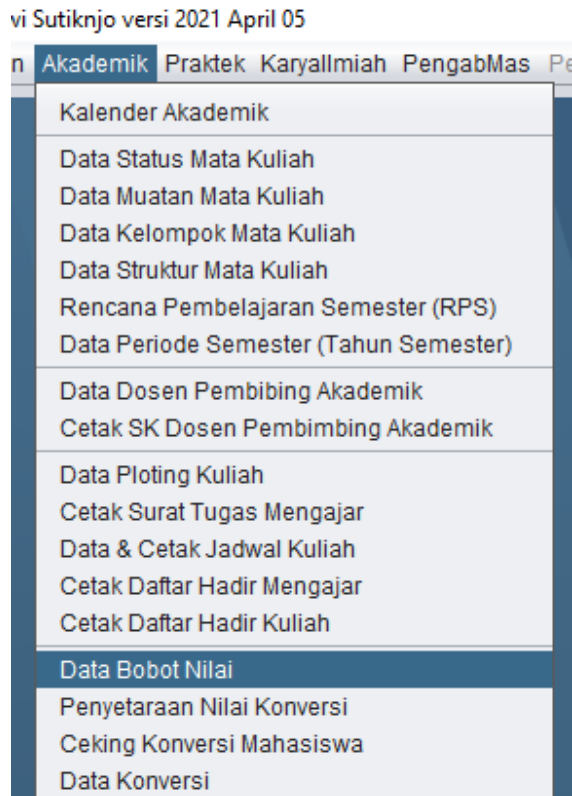 vi Sutiknjo versi 2021 April 05
n Akademik Praktek KaryaIlmiah PengabMas Pe
Kalender Akademik
Data Status Mata Kuliah
Data Muatan Mata Kuliah
Data Kelompok Mata Kuliah
Data Struktur Mata Kuliah
Rencana Pembelajaran Semester (RPS)
Data Periode Semester (Tahun Semester)
Data Dosen Pembibing Akademik
Cetak SK Dosen Pembimbing Akademik
Data Ploting Kuliah
Cetak Surat Tugas Mengajar
Data & Cetak Jadwal Kuliah
Cetak Daftar Hadir Mengajar
Cetak Daftar Hadir Kuliah
Data Bobot Nilai
Penyetaraan Nilai Konversi
Ceking Konversi Mahasiswa
Data Konversi